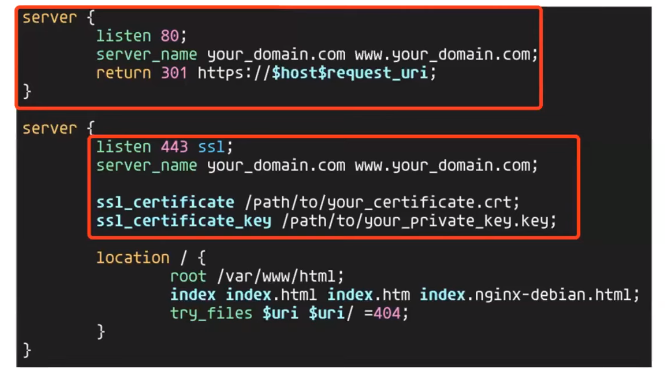 server {
listen 80;
server_name your_domain.com www.your_domain.com;
return 301 https://$host$request_uri;
}
server {
listen 443 ssl;
server_name your_domain.com www.your_domain.com;
ssl_certificate /path/to/your_certificate.crt;
ssl_certificate_key /path/to/your_private_key.key;
location / {
root /var/www/html;
index index.html index.htm index.nginx-debian.html;
try_files $uri $uri/ =404;
}
}